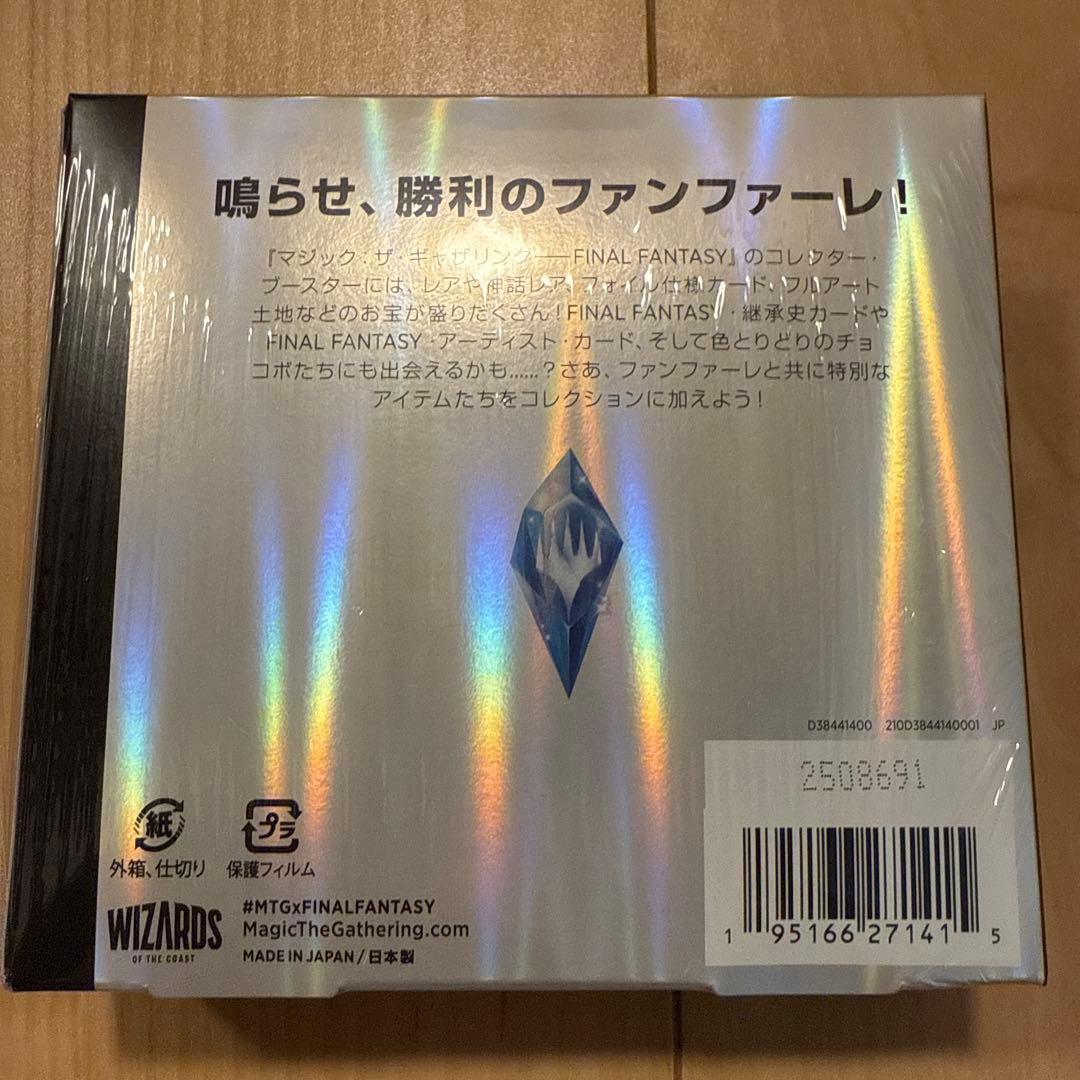 鳴らせ、勝利のファンファーレ！
『マジック：ザ・ギャザリング——FINAL FANTASY』のコレクター・
ブースターには、レアや神話レア、フォイル仕様カード、フルアート
土地などのお宝が盛りだくさん！FINAL FANTASY・継承史カードや
FINAL FANTASY・アーティスト・カード、そして色とりどりのチョ
コボたちにも出会えるかも……？さあ、ファンファーレと共に特別な
アイテムたちをコレクションに加えよう！
D38441400 210D3844140001 JP
2508691
紙
外箱、仕切り
プラ
保護フィルム
WIZARDS
OF THE COAST
#MTGxFINALFANTASY
MagicTheGathering.com
MADE IN JAPAN / 日本製
1 95166 27141 5